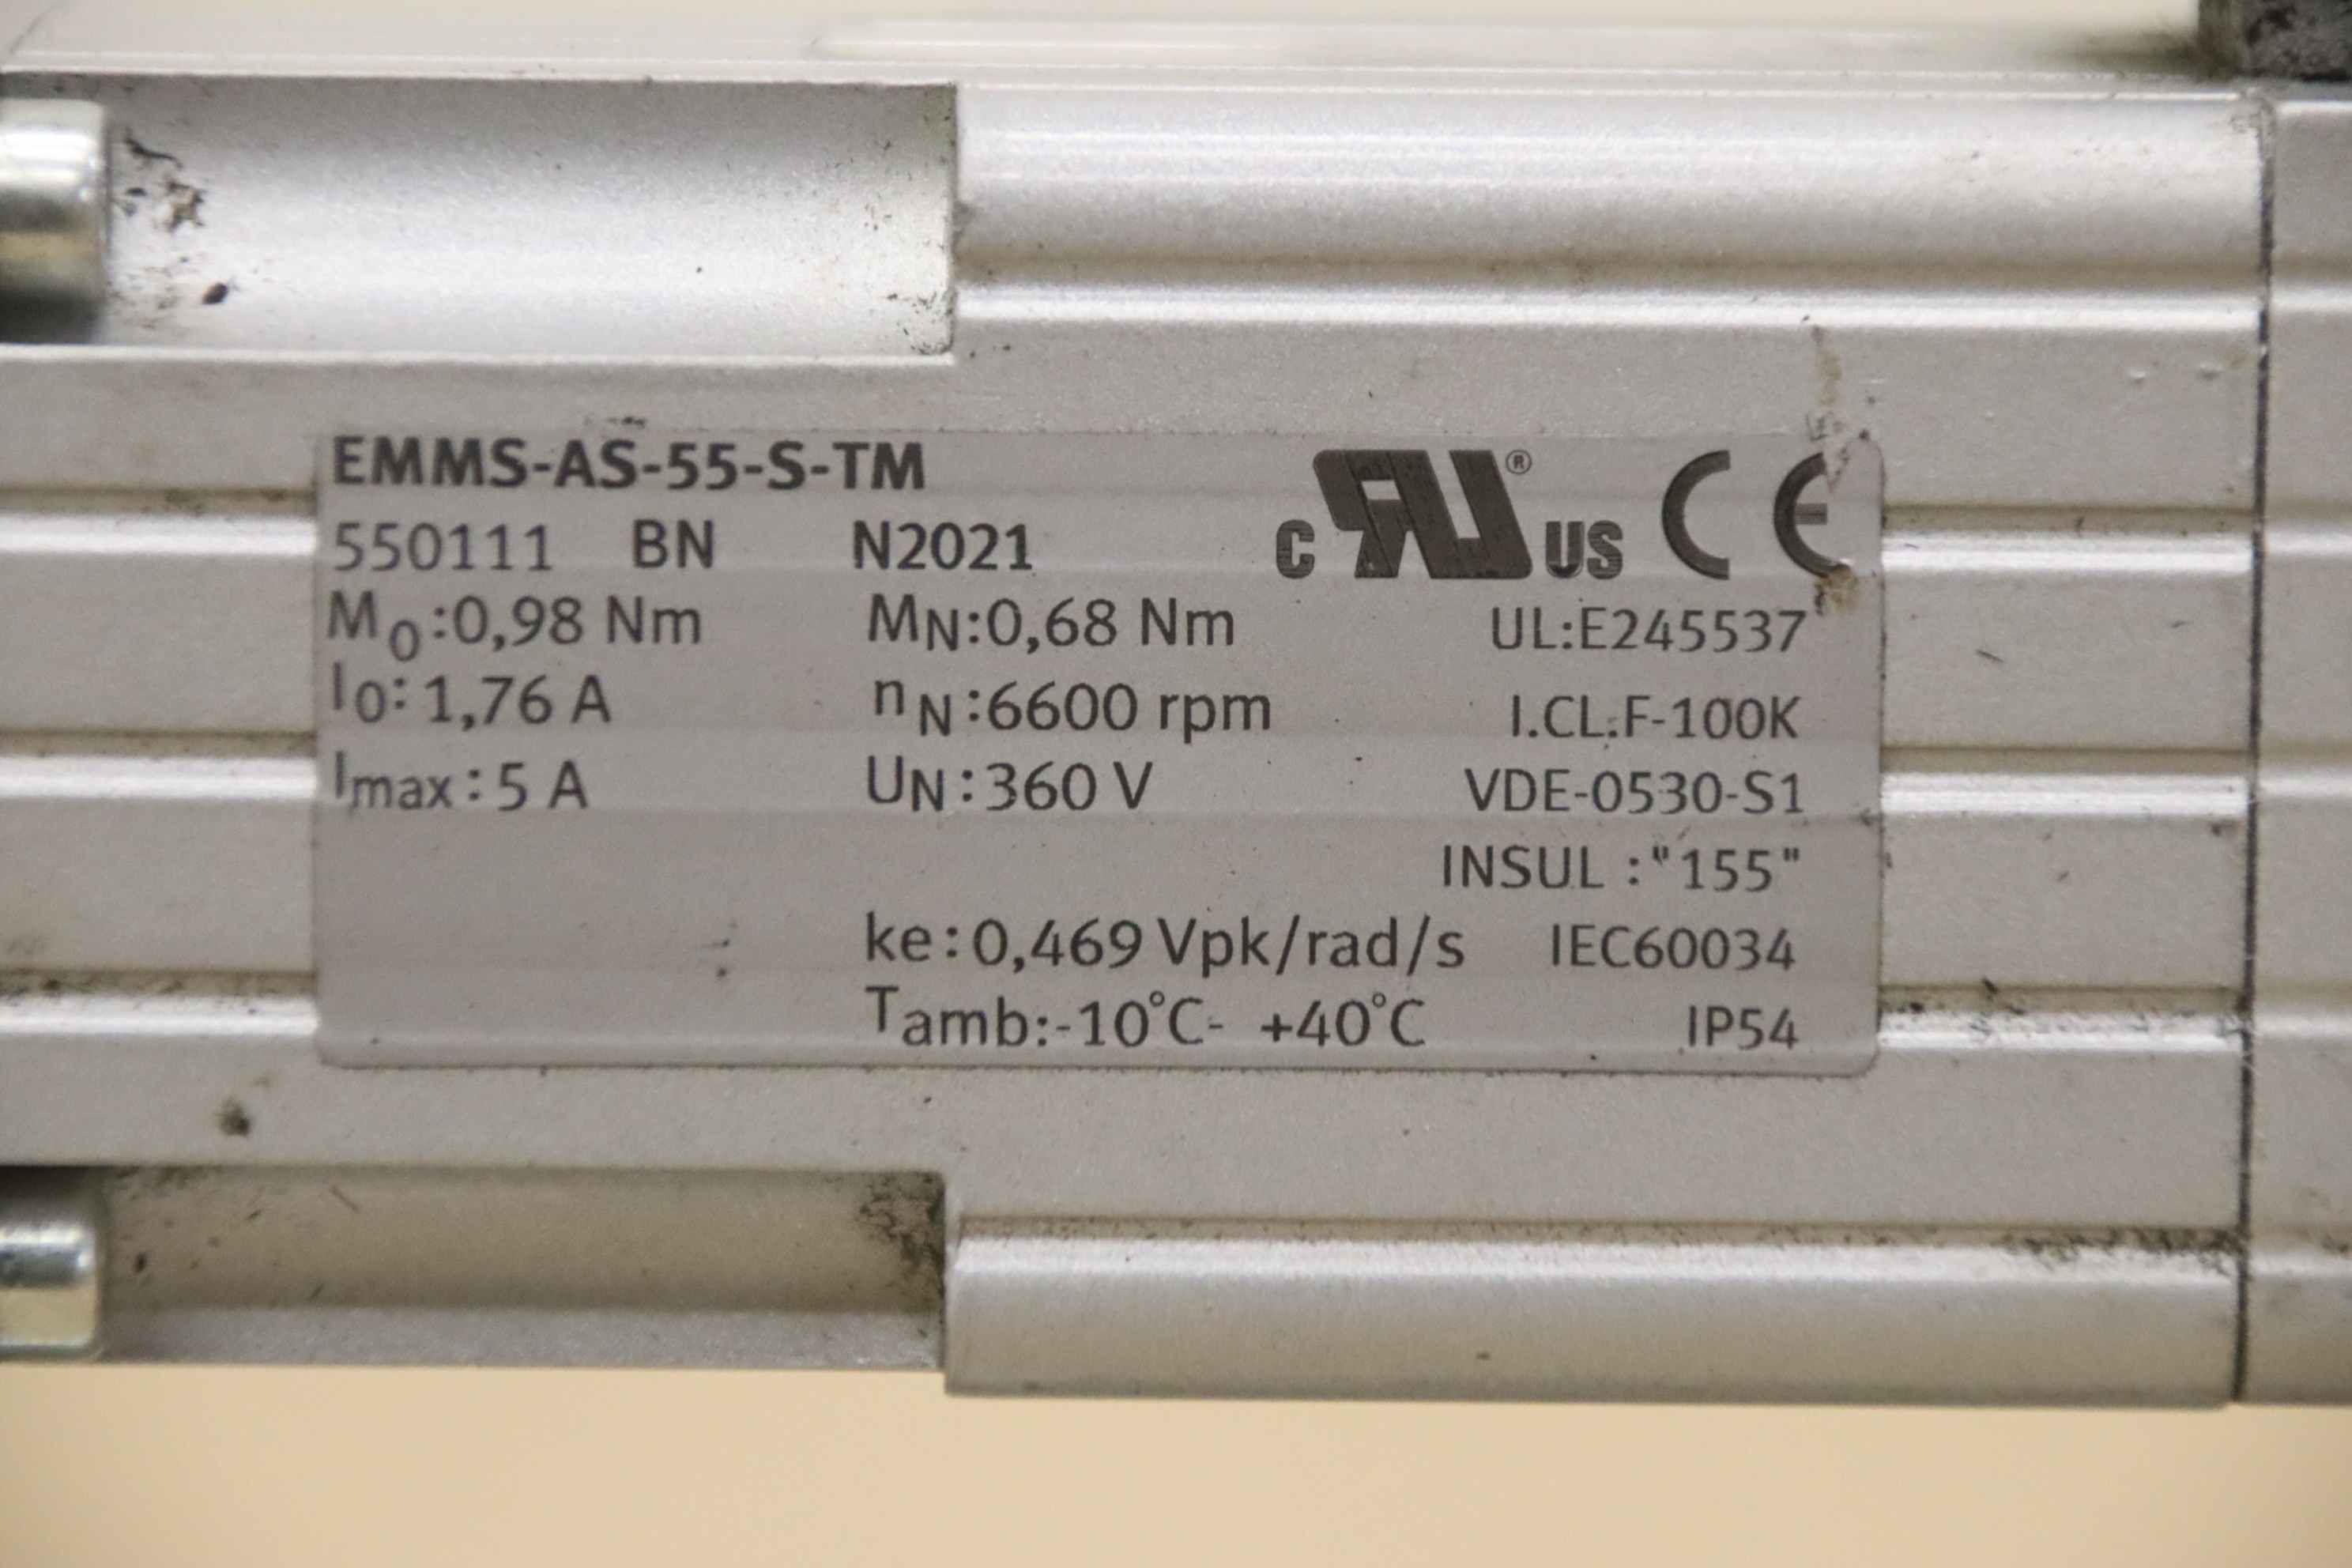 EMMS-AS-55-S-TM
550111 BN N2021
c RU® US CE
M0:0,98 Nm MN:0,68 Nm UL:E245537
I0:1,76 A nN:6600 rpm I.CL.F-100K
Imax:5 A UN:360 V VDE-0530-S1
INSUL :"155"
ke:0,469 Vpk/rad/s IEC60034
Tamb:-10°C- +40°C IP54